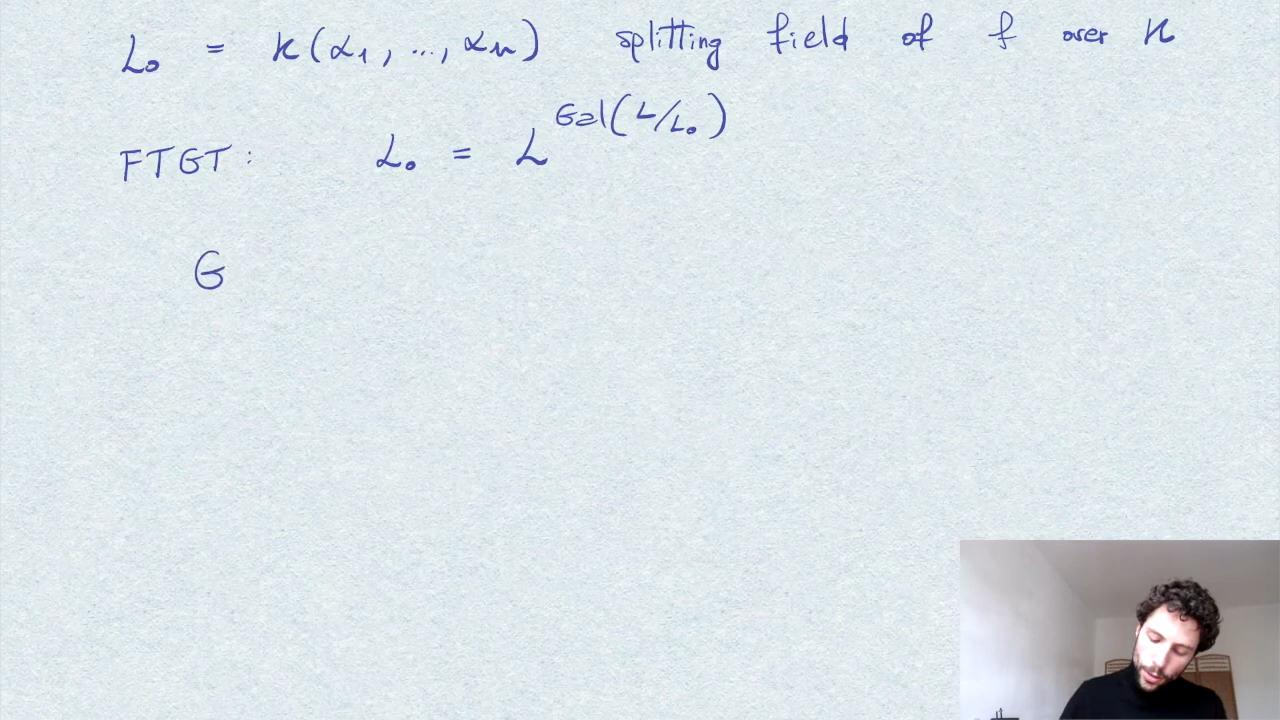 L₀ = K(α₁, ..., αₙ) splitting field of f over K
FTGT: L₀ = L^Gal(L/L₀)
G